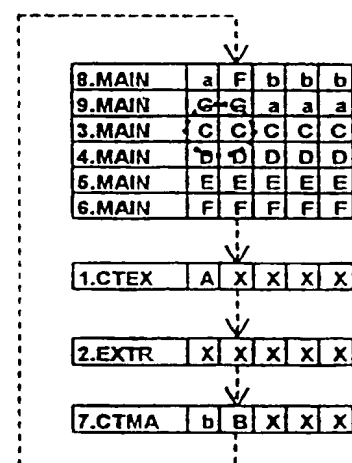 8.MAIN a F b b b
9.MAIN G G a a a
3.MAIN C C C C C
4.MAIN D D D D D
5.MAIN E E E E E
6.MAIN F F F F F
1.CTEX A X X X X
2.EXTR X X X X X
7.CTMA b B X X X